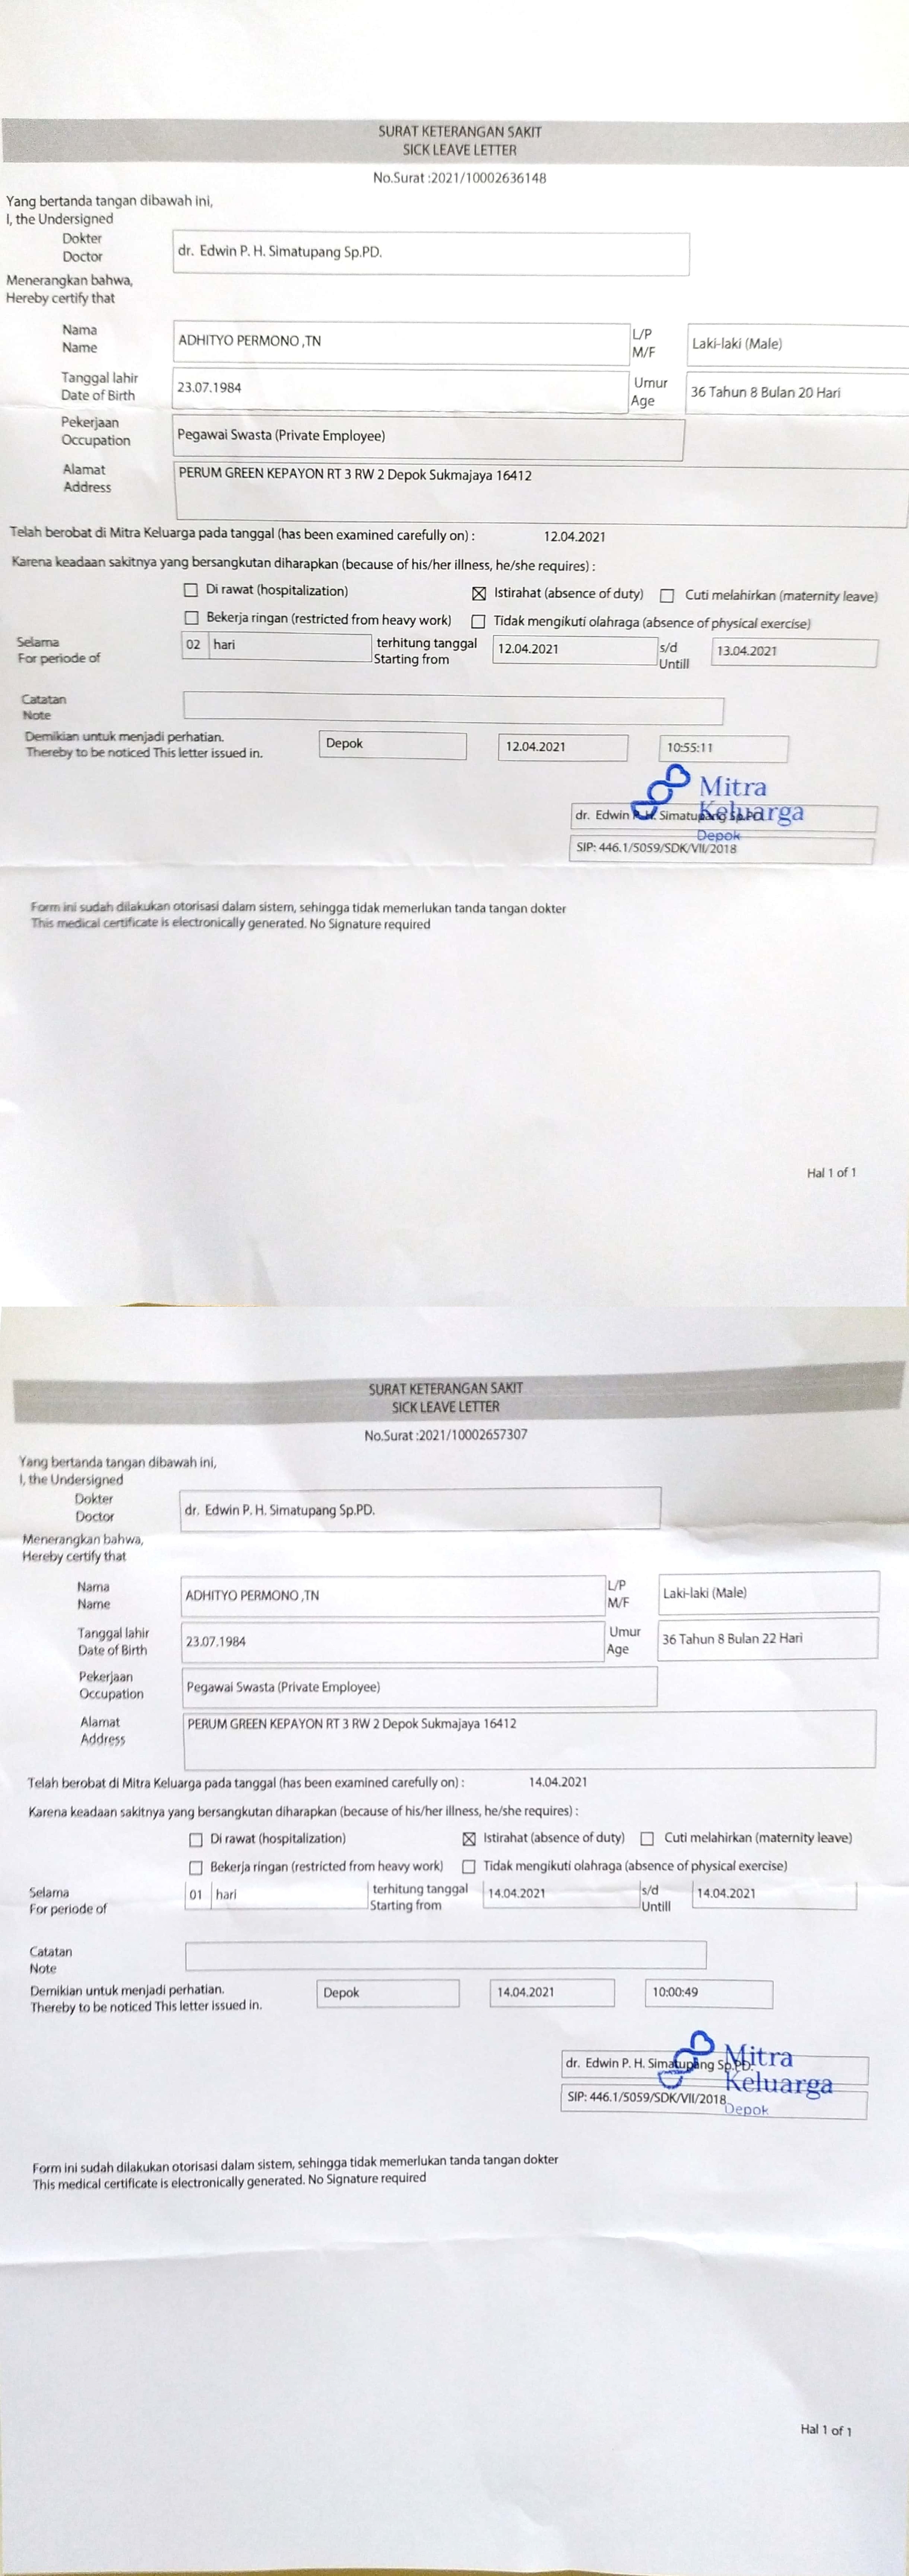 SURAT KETERANGAN SAKIT
SICK LEAVE LETTER
No.Surat :2021/10002636148
Yang bertanda tangan dibawah ini,
I, the Undersigned
Dokter
Doctor
dr. Edwin P. H. Simatupang Sp.PD.
Menerangkan bahwa,
Hereby certify that
Nama
Name
ADHITYO PERMONO ,TN
L/P
M/F
Laki-laki (Male)
Tanggal lahir
Date of Birth
23.07.1984
Umur
Age
36 Tahun 8 Bulan 20 Hari
Pekerjaan
Occupation
Pegawai Swasta (Private Employee)
Alamat
Address
PERUM GREEN KEPAYON RT 3 RW 2 Depok Sukmajaya 16412
Telah berobat di Mitra Keluarga pada tanggal (has been examined carefully on) : 12.04.2021
Karena keadaan sakitnya yang bersangkutan diharapkan (because of his/her illness, he/she requires) :
☐ Di rawat (hospitalization) ☒ Istirahat (absence of duty) ☐ Cuti melahirkan (maternity leave)
☐ Bekerja ringan (restricted from heavy work) ☐ Tidak mengikuti olahraga (absence of physical exercise)
Selama
For periode of
02 hari
terhitung tanggal
Starting from
12.04.2021
s/d
Untill
13.04.2021
Catatan
Note
Demikian untuk menjadi perhatian.
Thereby to be noticed This letter issued in.
Depok 12.04.2021 10:55:11
Mitra
Keluarga
Depok
dr. Edwin P. H. Simatupang Sp.PD.
SIP: 446.1/5059/SDK/VII/2018
Form ini sudah dilakukan otorisasi dalam sistem, sehingga tidak memerlukan tanda tangan dokter
This medical certificate is electronically generated. No Signature required
Hal 1 of 1
SURAT KETERANGAN SAKIT
SICK LEAVE LETTER
No.Surat :2021/10002657307
Yang bertanda tangan dibawah ini,
I, the Undersigned
Dokter
Doctor
dr. Edwin P. H. Simatupang Sp.PD.
Menerangkan bahwa,
Hereby certify that
Nama
Name
ADHITYO PERMONO ,TN
L/P
M/F
Laki-laki (Male)
Tanggal lahir
Date of Birth
23.07.1984
Umur
Age
36 Tahun 8 Bulan 22 Hari
Pekerjaan
Occupation
Pegawai Swasta (Private Employee)
Alamat
Address
PERUM GREEN KEPAYON RT 3 RW 2 Depok Sukmajaya 16412
Telah berobat di Mitra Keluarga pada tanggal (has been examined carefully on) : 14.04.2021
Karena keadaan sakitnya yang bersangkutan diharapkan (because of his/her illness, he/she requires) :
☐ Di rawat (hospitalization) ☒ Istirahat (absence of duty) ☐ Cuti melahirkan (maternity leave)
☐ Bekerja ringan (restricted from heavy work) ☐ Tidak mengikuti olahraga (absence of physical exercise)
Selama
For periode of
01 hari
terhitung tanggal
Starting from
14.04.2021
s/d
Untill
14.04.2021
Catatan
Note
Demikian untuk menjadi perhatian.
Thereby to be noticed This letter issued in.
Depok 14.04.2021 10:00:49
Mitra
Keluarga
Depok
dr. Edwin P. H. Simatupang Sp.PD.
SIP: 446.1/5059/SDK/VII/2018
Form ini sudah dilakukan otorisasi dalam sistem, sehingga tidak memerlukan tanda tangan dokter
This medical certificate is electronically generated. No Signature required
Hal 1 of 1